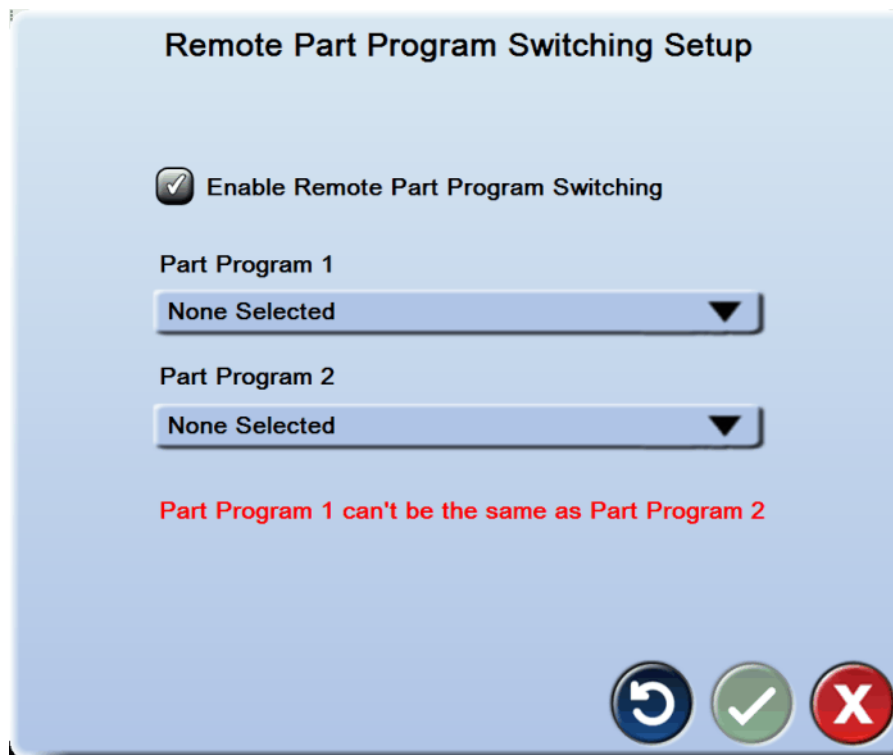 Remote Part Program Switching Setup
Enable Remote Part Program Switching
Part Program 1
None Selected
Part Program 2
None Selected
Part Program 1 can't be the same as Part Program 2